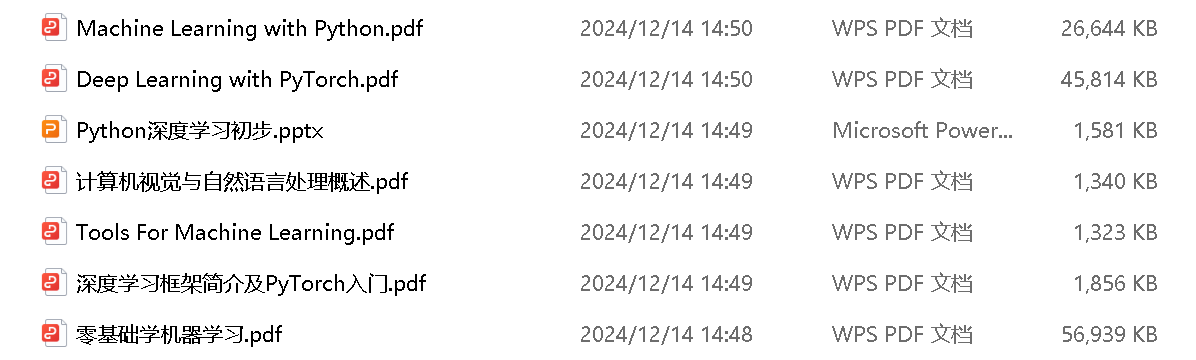 Machine Learning with Python.pdf 2024/12/14 14:50 WPS PDF 文档 26,644 KB
Deep Learning with PyTorch.pdf 2024/12/14 14:50 WPS PDF 文档 45,814 KB
Python深度学习初步.pptx 2024/12/14 14:49 Microsoft Power... 1,581 KB
计算机视觉与自然语言处理概述.pdf 2024/12/14 14:49 WPS PDF 文档 1,340 KB
Tools For Machine Learning.pdf 2024/12/14 14:49 WPS PDF 文档 1,323 KB
深度学习框架简介及PyTorch入门.pdf 2024/12/14 14:49 WPS PDF 文档 1,856 KB
零基础学机器学习.pdf 2024/12/14 14:48 WPS PDF 文档 56,939 KB